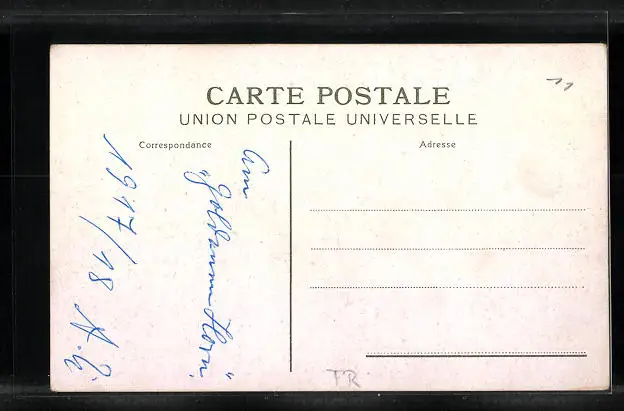 CARTE POSTALE
UNION POSTALE UNIVERSELLE
Correspondance
Adresse
Am
"Goldenen Horn"
1917/18 A. C.
TR